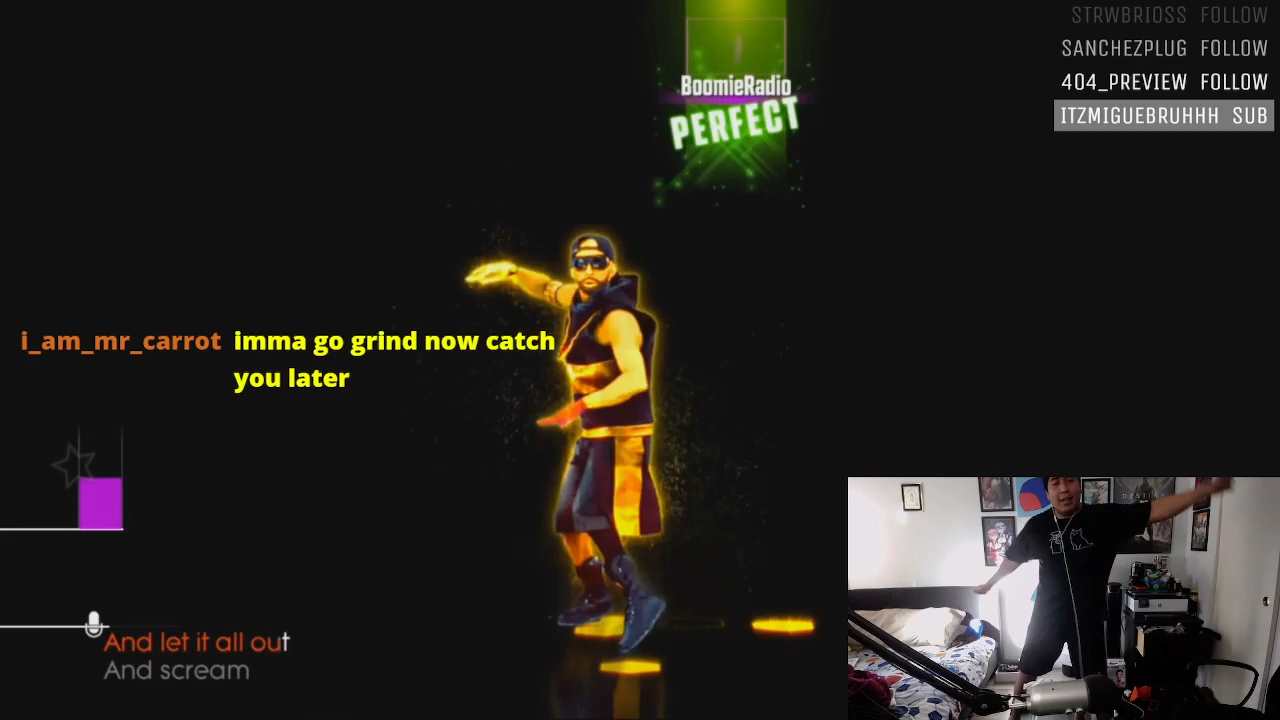 STRWBRIOSS FOLLOW
SANCHEZPLUG FOLLOW
404_PREVIEW FOLLOW
ITZMIGUEBRUHHH SUB
BoomieRadio
PERFECT
i_am_mr_carrot imma go grind now catch
you later
And let it all out
And scream
DESTINY